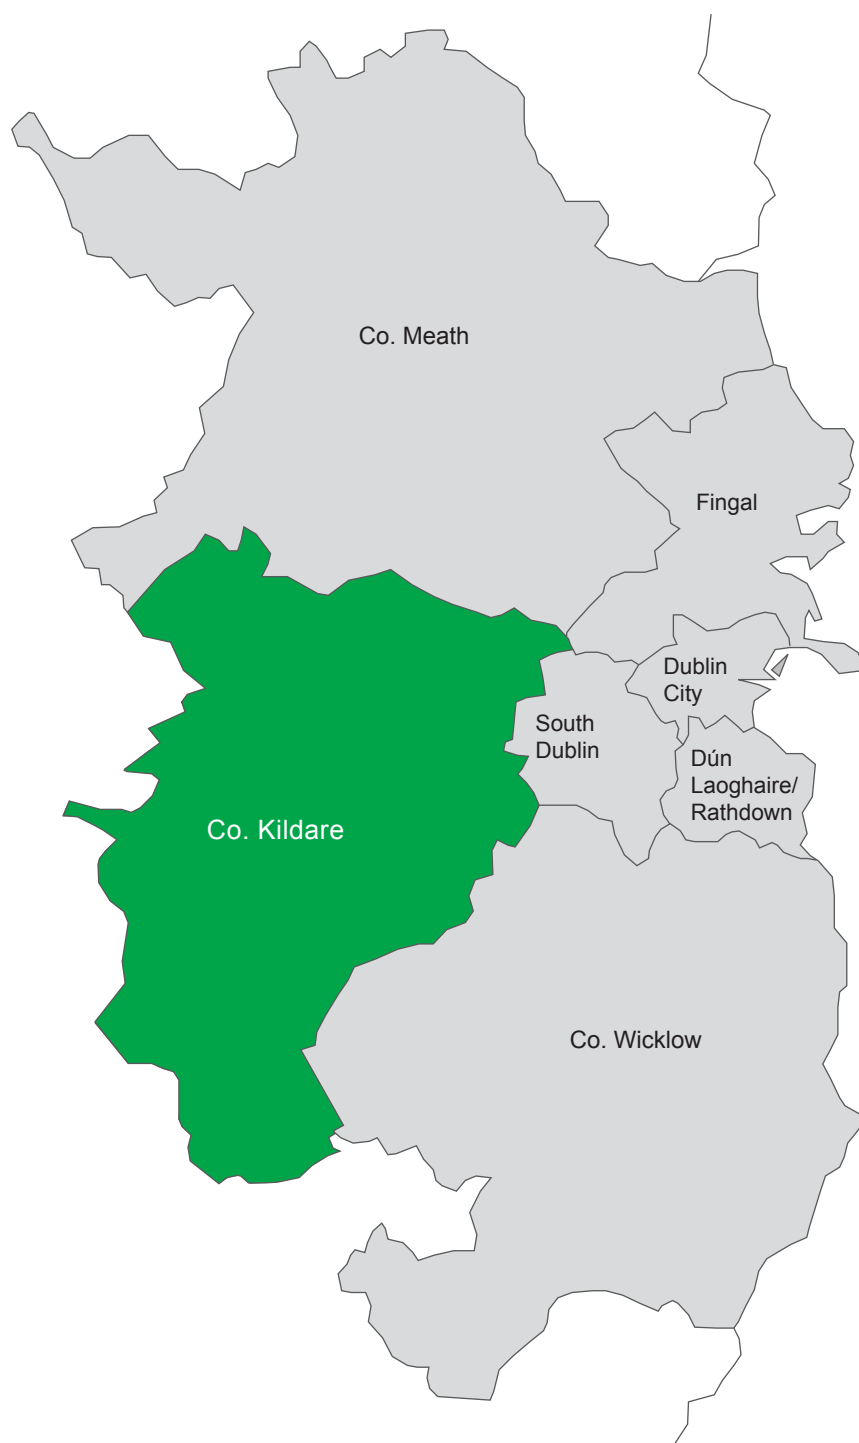 Co. Meath
Fingal
Dublin
City
South
Dublin
Dún
Laoghaire/
Rathdown
Co. Kildare
Co. Wicklow